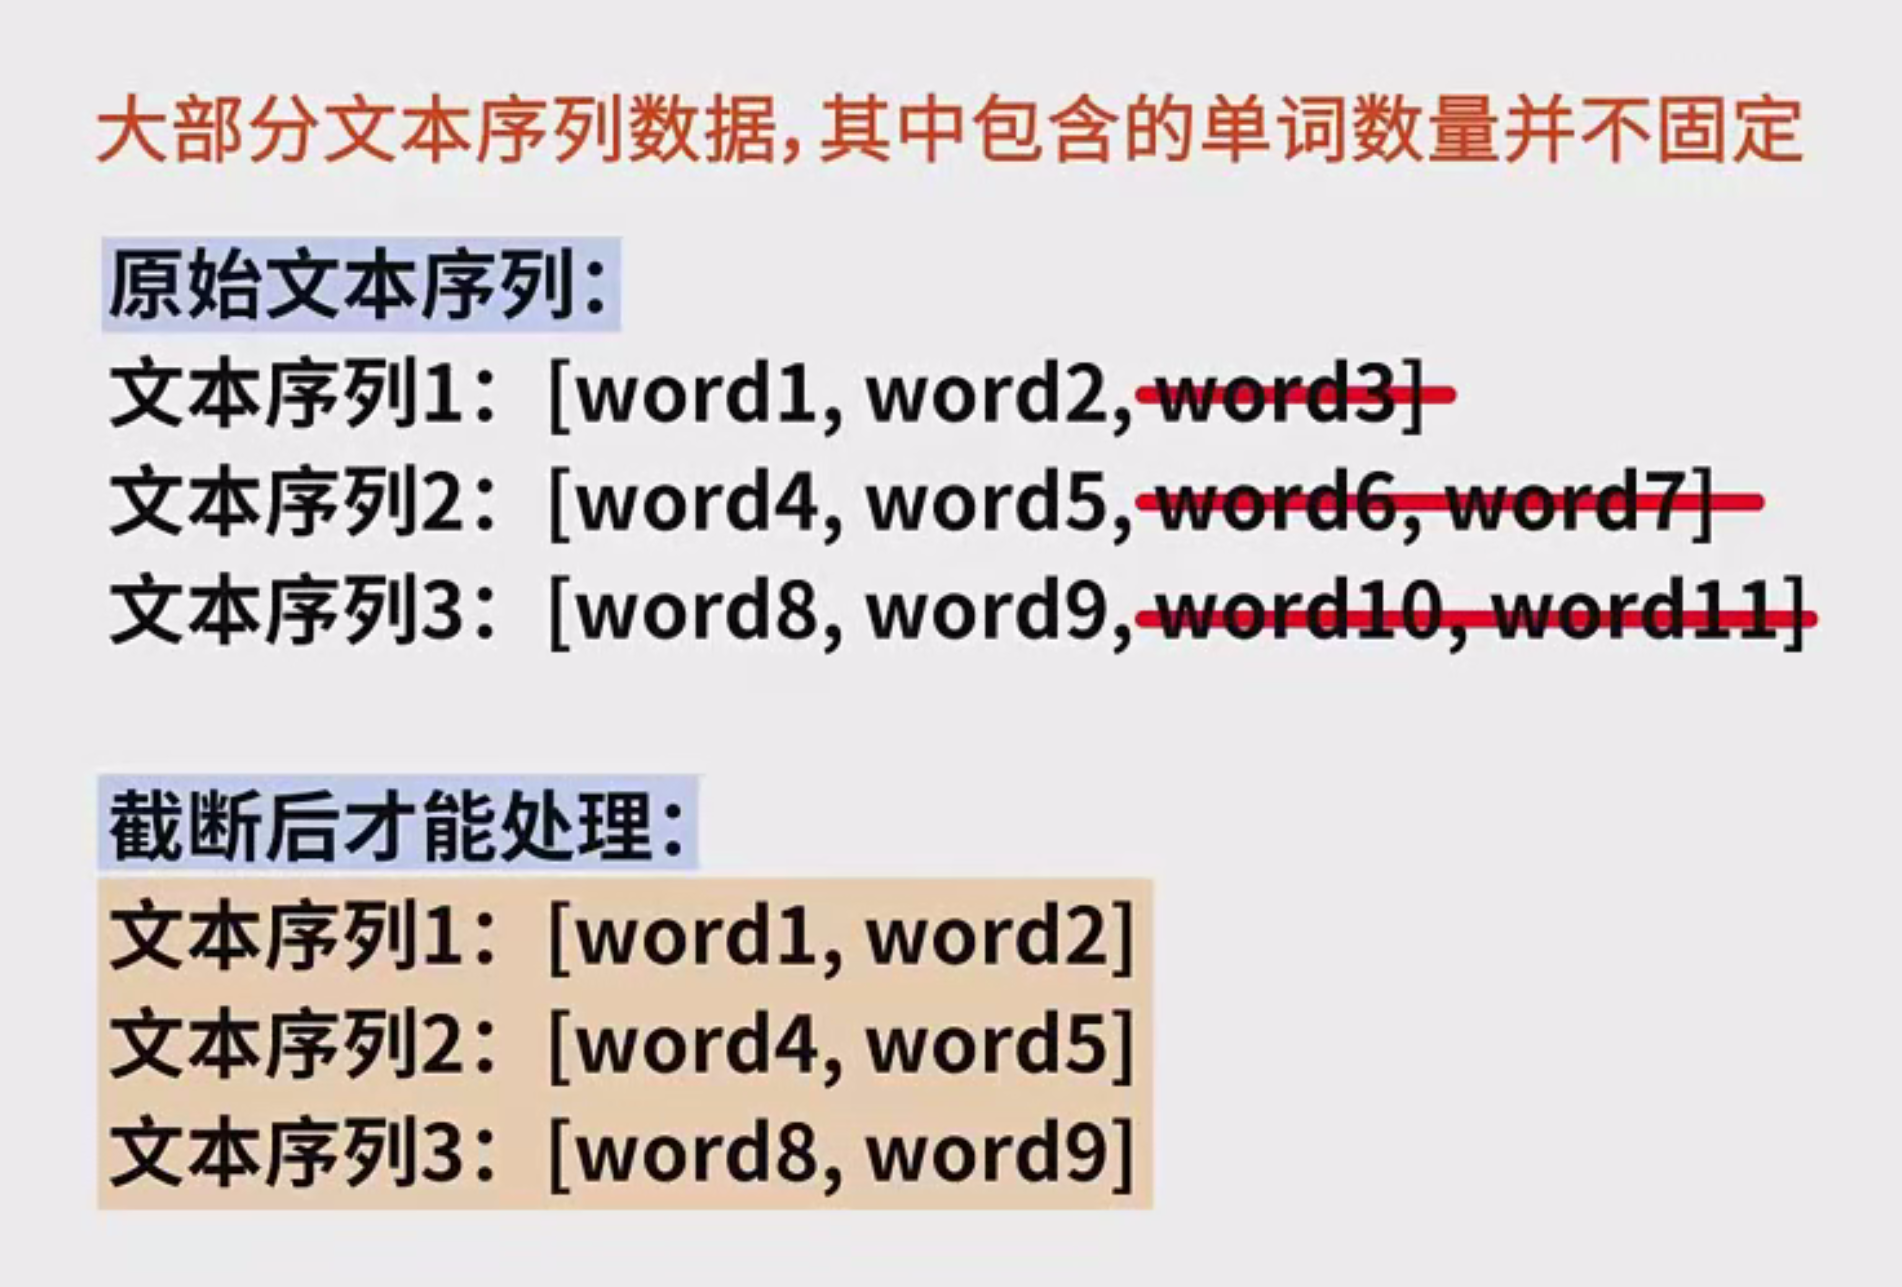 大部分文本序列数据,其中包含的单词数量并不固定
原始文本序列:
文本序列1: [word1, word2, word3]
文本序列2: [word4, word5, word6, word7]
文本序列3: [word8, word9, word10, word11]
截断后才能处理:
文本序列1: [word1, word2]
文本序列2: [word4, word5]
文本序列3: [word8, word9]